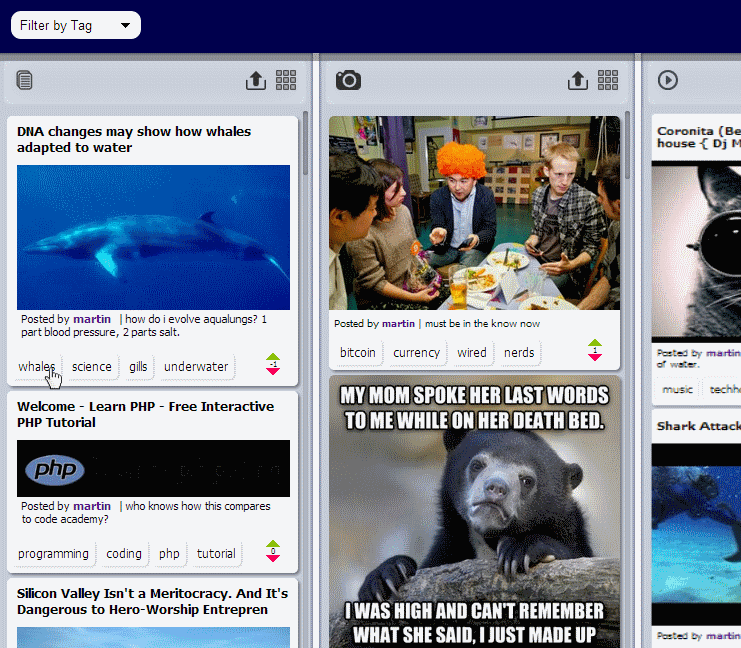 Filter by Tag
DNA changes may show how whales
adapted to water
Posted by martin | how do i evolve aqualungs? 1
part blood pressure, 2 parts salt.
whales science gills underwater
-1
Welcome - Learn PHP - Free Interactive
PHP Tutorial
php
Posted by martin | who knows how this compares
to code academy?
programming coding php tutorial
0
Silicon Valley Isn't a Meritocracy. And It's
Dangerous to Hero-Worship Entrepren
Posted by martin | must be in the know now
bitcoin currency wired nerds
1
MY MOM SPOKE HER LAST WORDS
TO ME WHILE ON HER DEATH BED.
I WAS HIGH AND CAN'T REMEMBER
WHAT SHE SAID, I JUST MADE UP
Coronita (Be
house -{ Dj M
Posted by martin
of water.
music techh
Shark Attack
Posted by martin